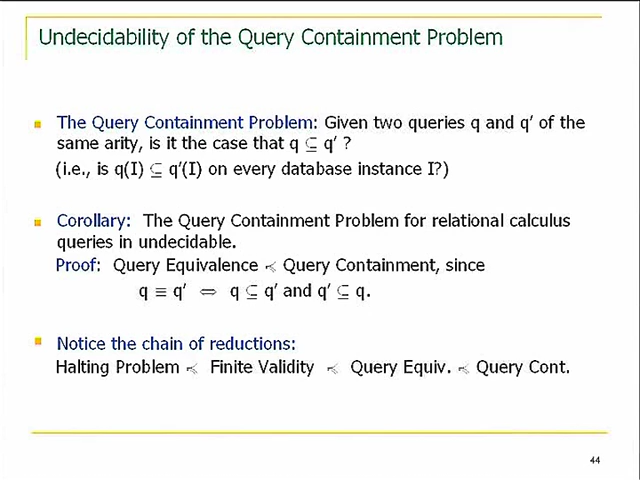 Undecidability of the Query Containment Problem
The Query Containment Problem: Given two queries q and q′ of the
same arity, is it the case that q ⊆ q′ ?
(i.e., is q(I) ⊆ q′(I) on every database instance I?)
Corollary: The Query Containment Problem for relational calculus
queries in undecidable.
Proof: Query Equivalence ≼ Query Containment, since
q ≡ q′ ⇔ q ⊆ q′ and q′ ⊆ q.
Notice the chain of reductions:
Halting Problem ≼ Finite Validity ≼ Query Equiv. ≼ Query Cont.
44